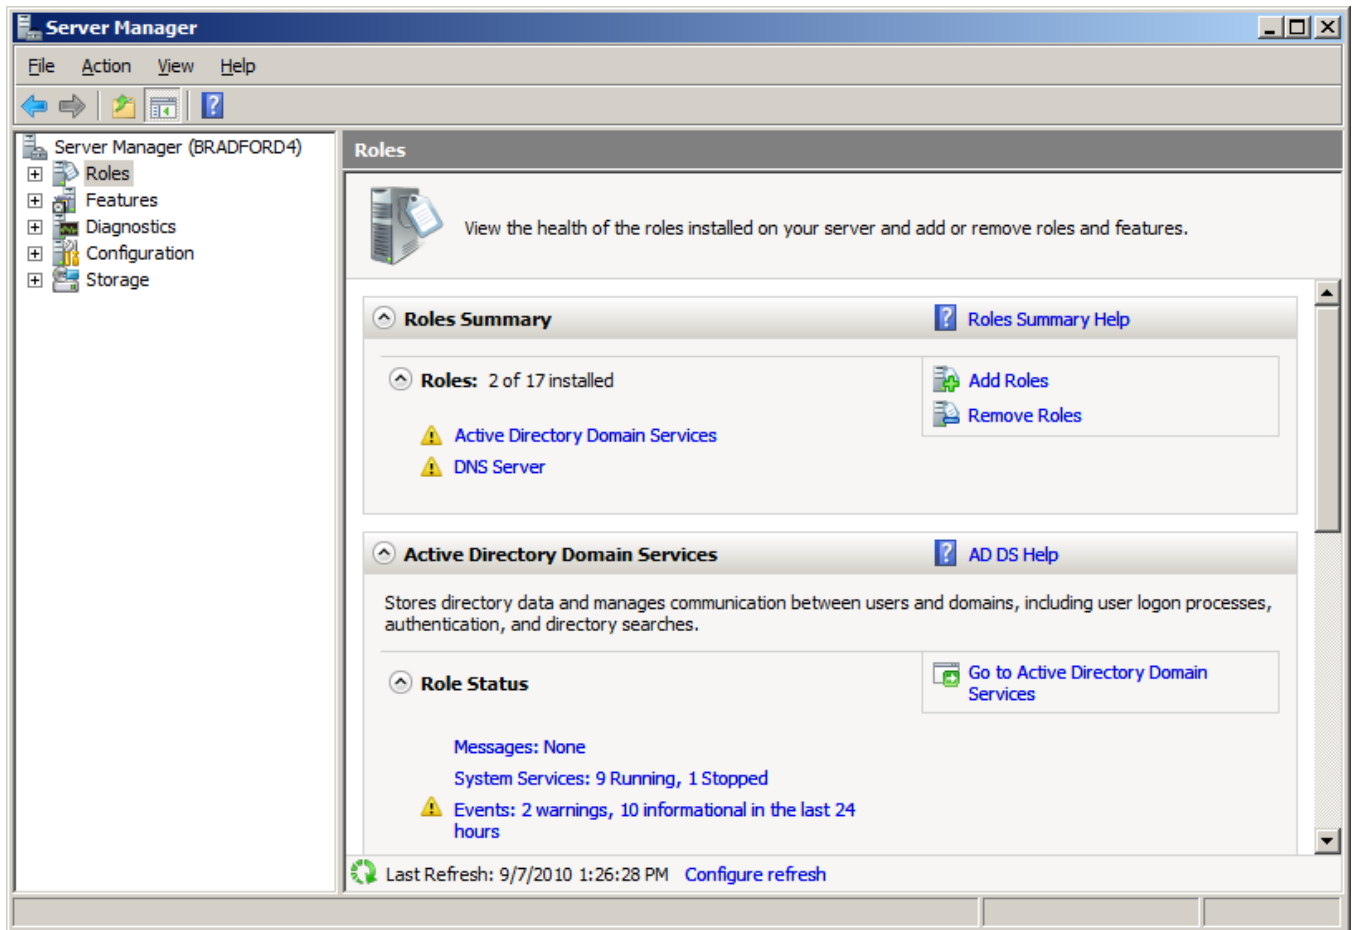 Server Manager
File Action View Help
Server Manager (BRADFORD4)
Roles
Features
Diagnostics
Configuration
Storage
Roles
View the health of the roles installed on your server and add or remove roles and features.
Roles Summary
Roles Summary Help
Roles: 2 of 17 installed
Add Roles
Remove Roles
Active Directory Domain Services
DNS Server
Active Directory Domain Services
AD DS Help
Stores directory data and manages communication between users and domains, including user logon processes,
authentication, and directory searches.
Role Status
Go to Active Directory Domain
Services
Messages: None
System Services: 9 Running, 1 Stopped
Events: 2 warnings, 10 informational in the last 24
hours
Last Refresh: 9/7/2010 1:26:28 PM Configure refresh